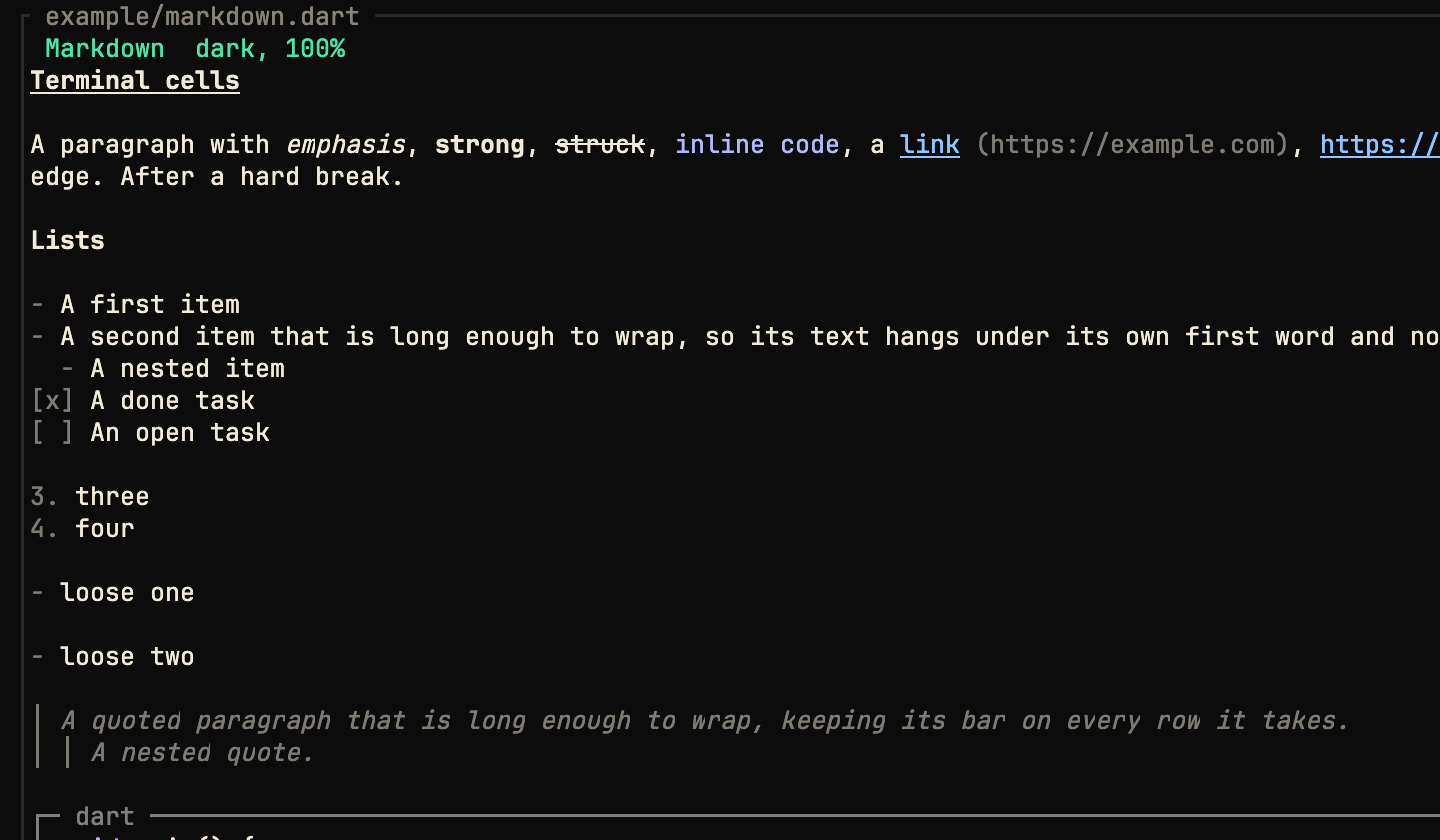 example/markdown.dart
Markdown  dark, 100%
Terminal cells
A paragraph with emphasis, strong, struck, inline code, a link (https://example.com), https://
edge. After a hard break.
Lists
- A first item
- A second item that is long enough to wrap, so its text hangs under its own first word and no
- A nested item
[x] A done task
[ ] An open task
3. three
4. four
- loose one
- loose two
A quoted paragraph that is long enough to wrap, keeping its bar on every row it takes.
A nested quote.
dart